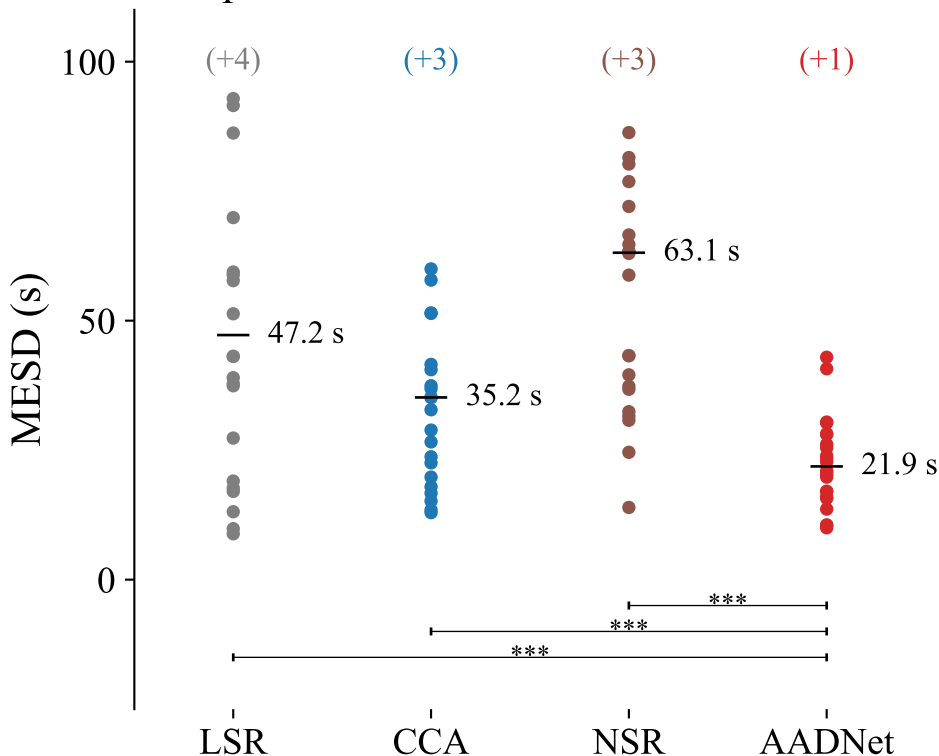 100
(+4)
(+3)
(+3)
(+1)
63.1 s
50
47.2 s
35.2 s
21.9 s
MESD (s)
0
***
***
***
LSR
CCA
NSR
AADNet